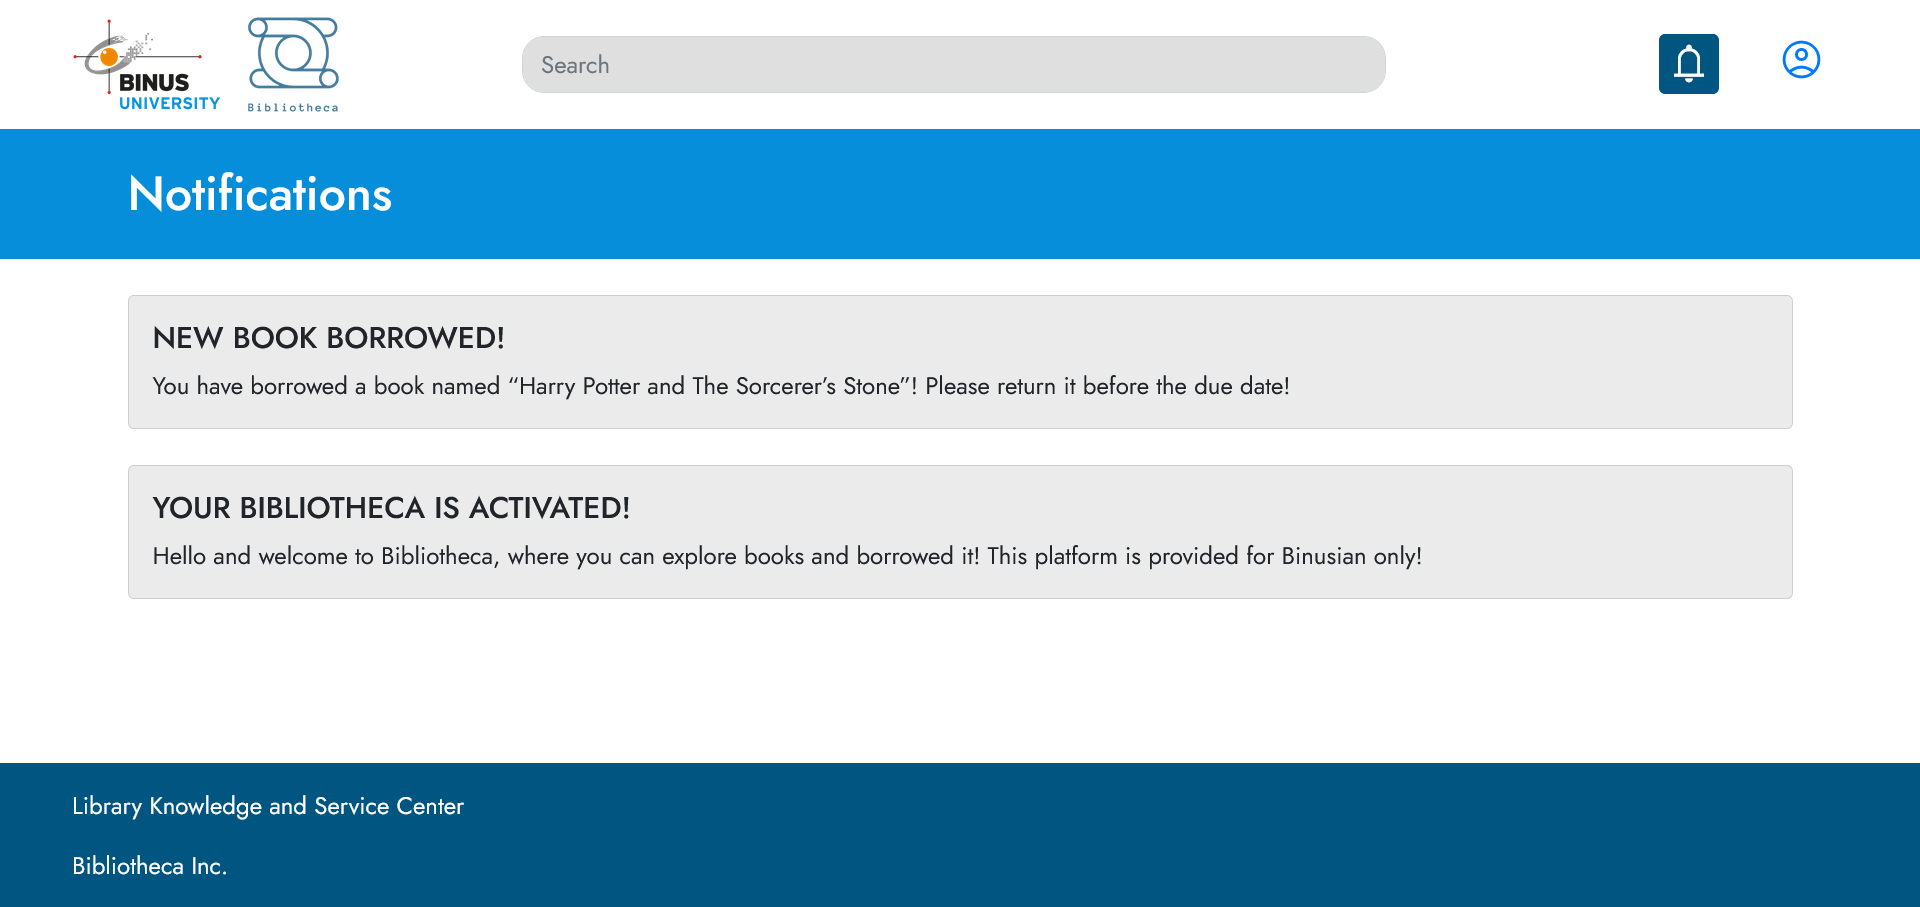 BINUS
UNIVERSITY
Bibliotheca
Search
Notifications
NEW BOOK BORROWED!
You have borrowed a book named “Harry Potter and The Sorcerer’s Stone”! Please return it before the due date!
YOUR BIBLIOTHECA IS ACTIVATED!
Hello and welcome to Bibliotheca, where you can explore books and borrowed it! This platform is provided for Binusian only!
Library Knowledge and Service Center
Bibliotheca Inc.